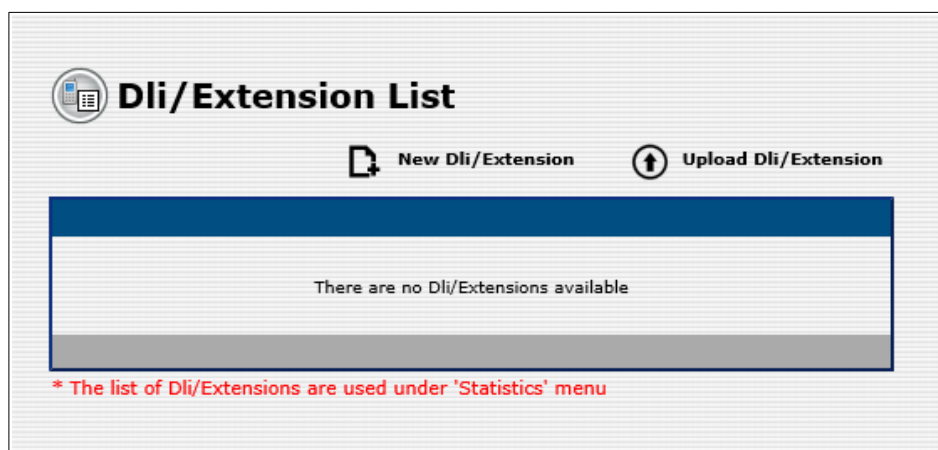 Dli/Extension List
New Dli/Extension Upload Dli/Extension
There are no Dli/Extensions available
* The list of Dli/Extensions are used under 'Statistics' menu